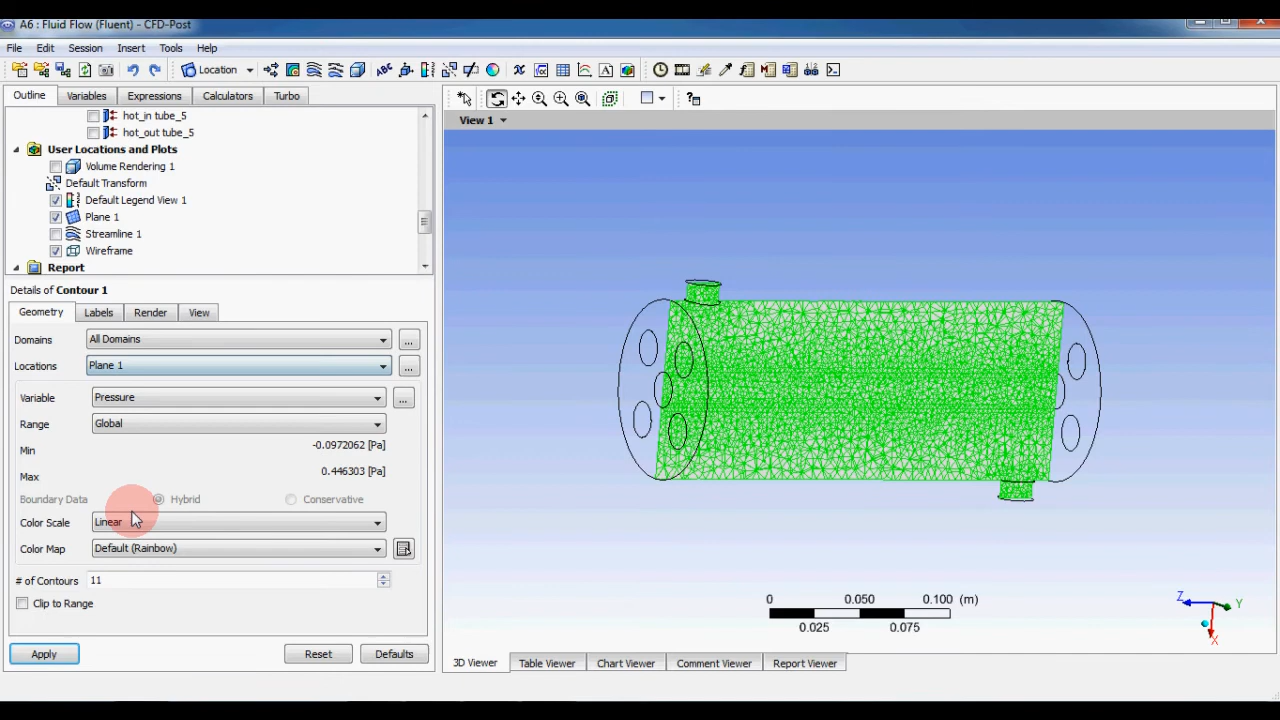 A6 : Fluid Flow (Fluent) - CFD-Post
File Edit Session Insert Tools Help
Location
Outline Variables Expressions Calculators Turbo
hot_in tube_5
hot_out tube_5
User Locations and Plots
Volume Rendering 1
Default Transform
Default Legend View 1
Plane 1
Streamline 1
Wireframe
Report
Details of Contour 1
Geometry Labels Render View
Domains All Domains ...
Locations Plane 1 ...
Variable Pressure ...
Range Global
Min -0.0972062 [Pa]
Max 0.446303 [Pa]
Boundary Data Hybrid Conservative
Color Scale Linear
Color Map Default (Rainbow)
# of Contours 11
Clip to Range
Apply Reset Defaults
View 1
0 0.050 0.100 (m)
0.025 0.075
Z Y
X
3D Viewer Table Viewer Chart Viewer Comment Viewer Report Viewer